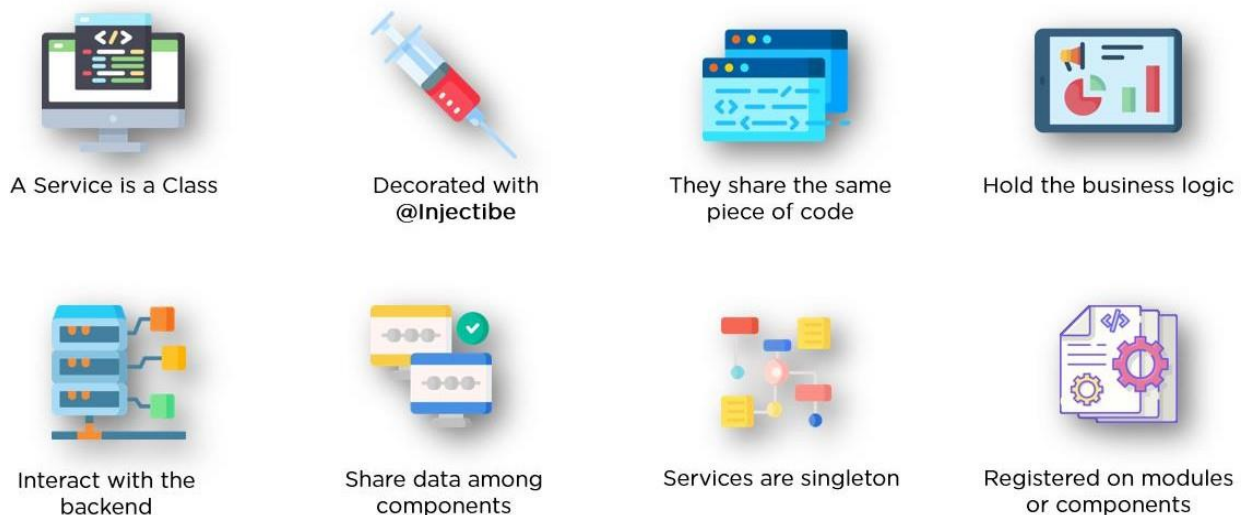 A Service is a Class
Decorated with
@Injectibe
They share the same
piece of code
Hold the business logic
Interact with the
backend
Share data among
components
Services are singleton
Registered on modules
or components